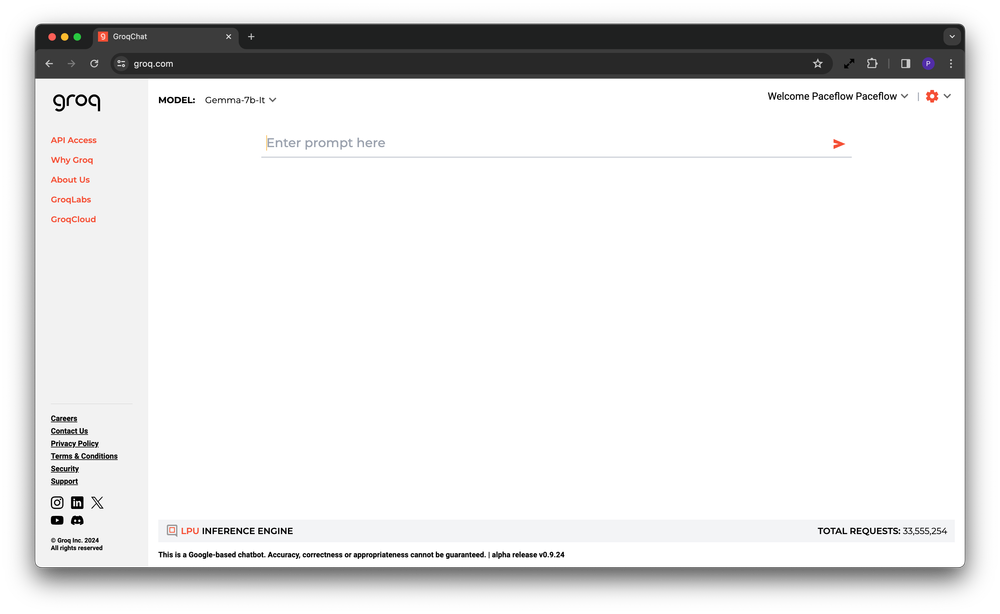 GroqChat
groq.com
P
groq
MODEL: Gemma-7b-It
Welcome Paceflow Paceflow
API Access
Why Groq
About Us
GroqLabs
GroqCloud
Enter prompt here
Careers
Contact Us
Privacy Policy
Terms & Conditions
Security
Support
© Groq Inc. 2024
All rights reserved
LPU INFERENCE ENGINE
TOTAL REQUESTS: 33,555,254
This is a Google-based chatbot. Accuracy, correctness or appropriateness cannot be guaranteed. | alpha release v0.9.24